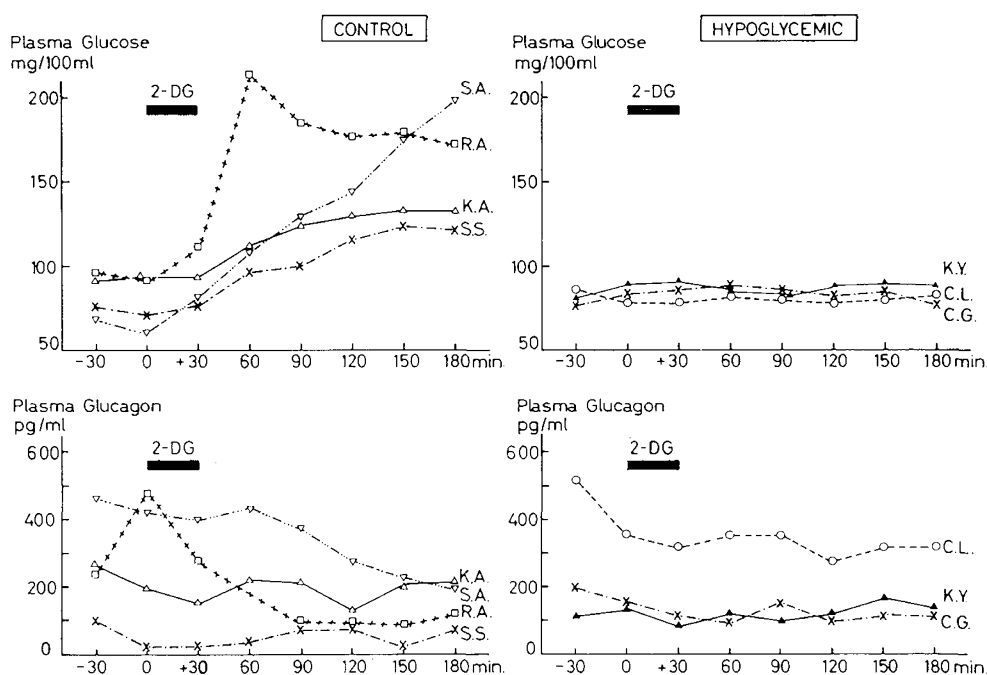 CONTROL
HYPOGLYCEMIC
Plasma Glucose
mg/100ml
2-DG
200
150
100
50
S.A.
R.A.
K.A.
S.S.
-30 0 +30 60 90 120 150 180 min.
Plasma Glucose
mg/100ml
2-DG
200
150
100
50
K.Y.
C.L.
C.G.
-30 0 +30 60 90 120 150 180 min.
Plasma Glucagon
pg/ml
2-DG
600
400
200
0
K.A.
S.A.
R.A.
S.S.
-30 0 +30 60 90 120 150 180 min.
Plasma Glucagon
pg/ml
2-DG
600
400
200
0
C.L.
K.Y
C.G.
-30 0 +30 60 90 120 150 180 min.